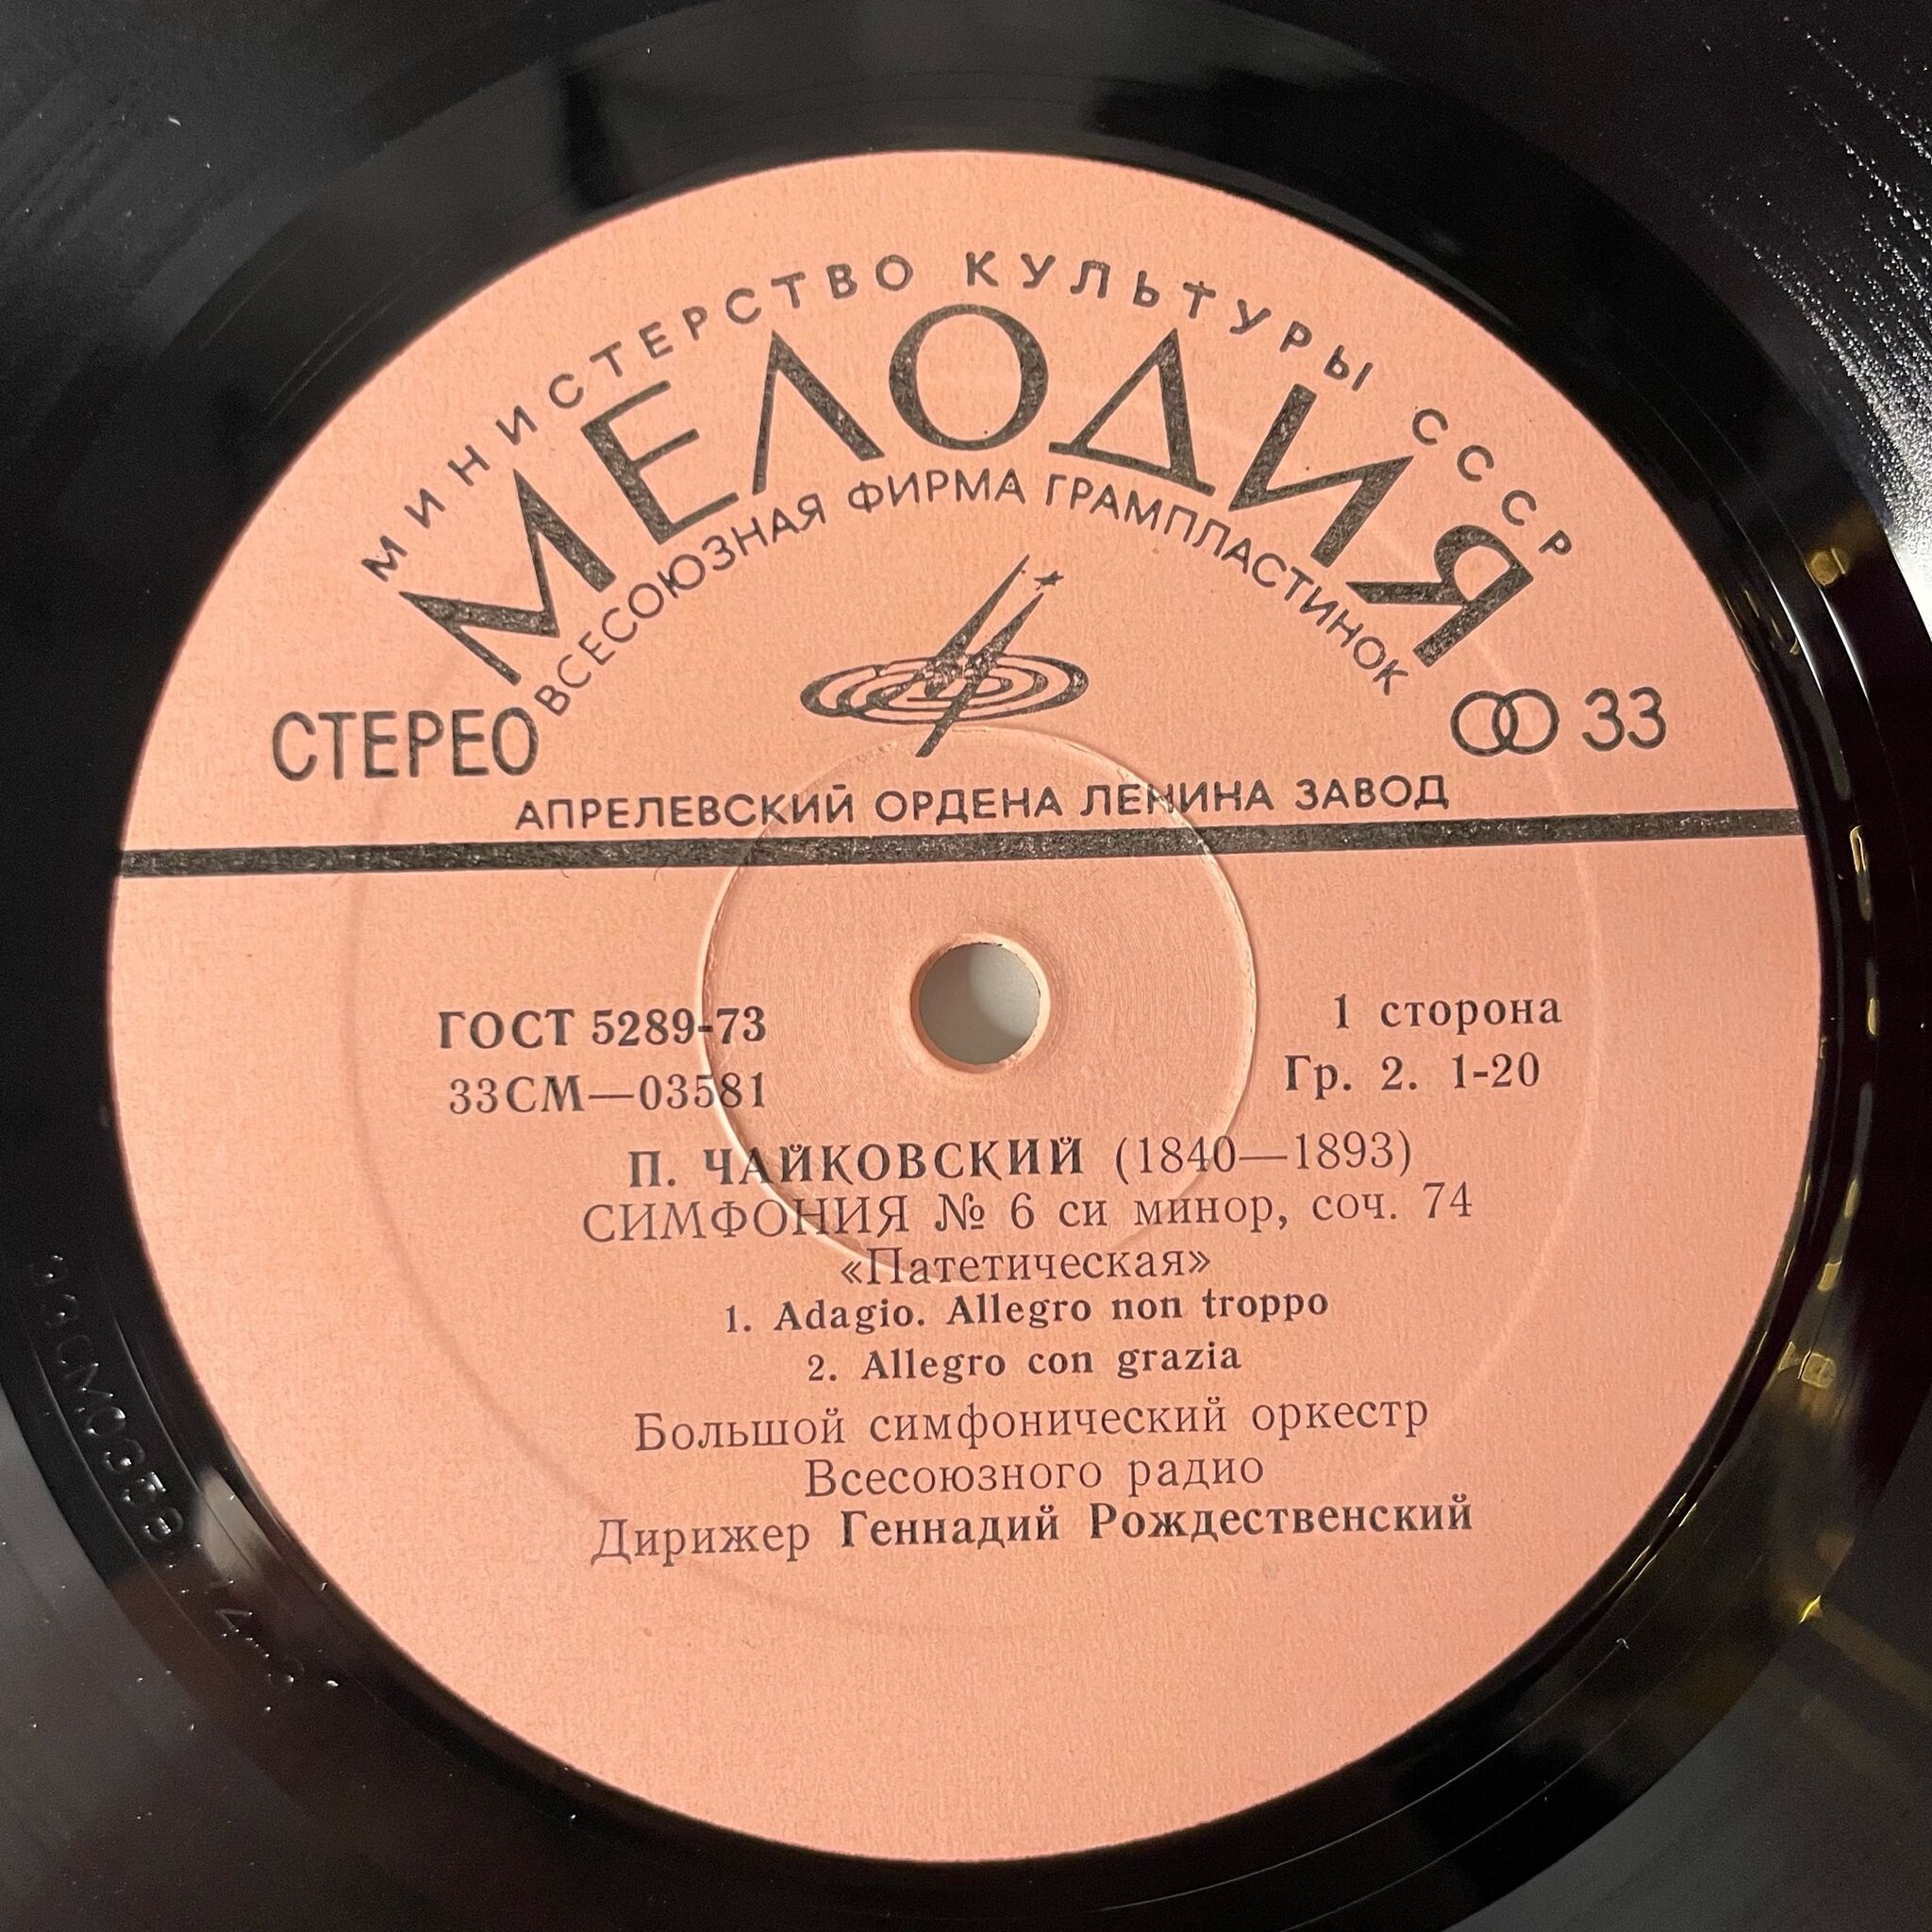 МИНИСТЕРСТВО КУЛЬТУРЫ СССР
МЕЛОДИЯ
ВСЕСОЮЗНАЯ ФИРМА ГРАМПЛАСТИНОК
СТЕРЕО
33
АПРЕЛЕВСКИЙ ОРДЕНА ЛЕНИНА ЗАВОД
ГОСТ 5289-73
1 сторона
33СМ—03581
Гр. 2. 1-20
П. ЧАЙКОВСКИЙ (1840—1893)
СИМФОНИЯ № 6 си минор, соч. 74
«Патетическая»
1. Adagio. Allegro non troppo
2. Allegro con grazia
Большой симфонический оркестр
Всесоюзного радио
Дирижер Геннадий Рождественский